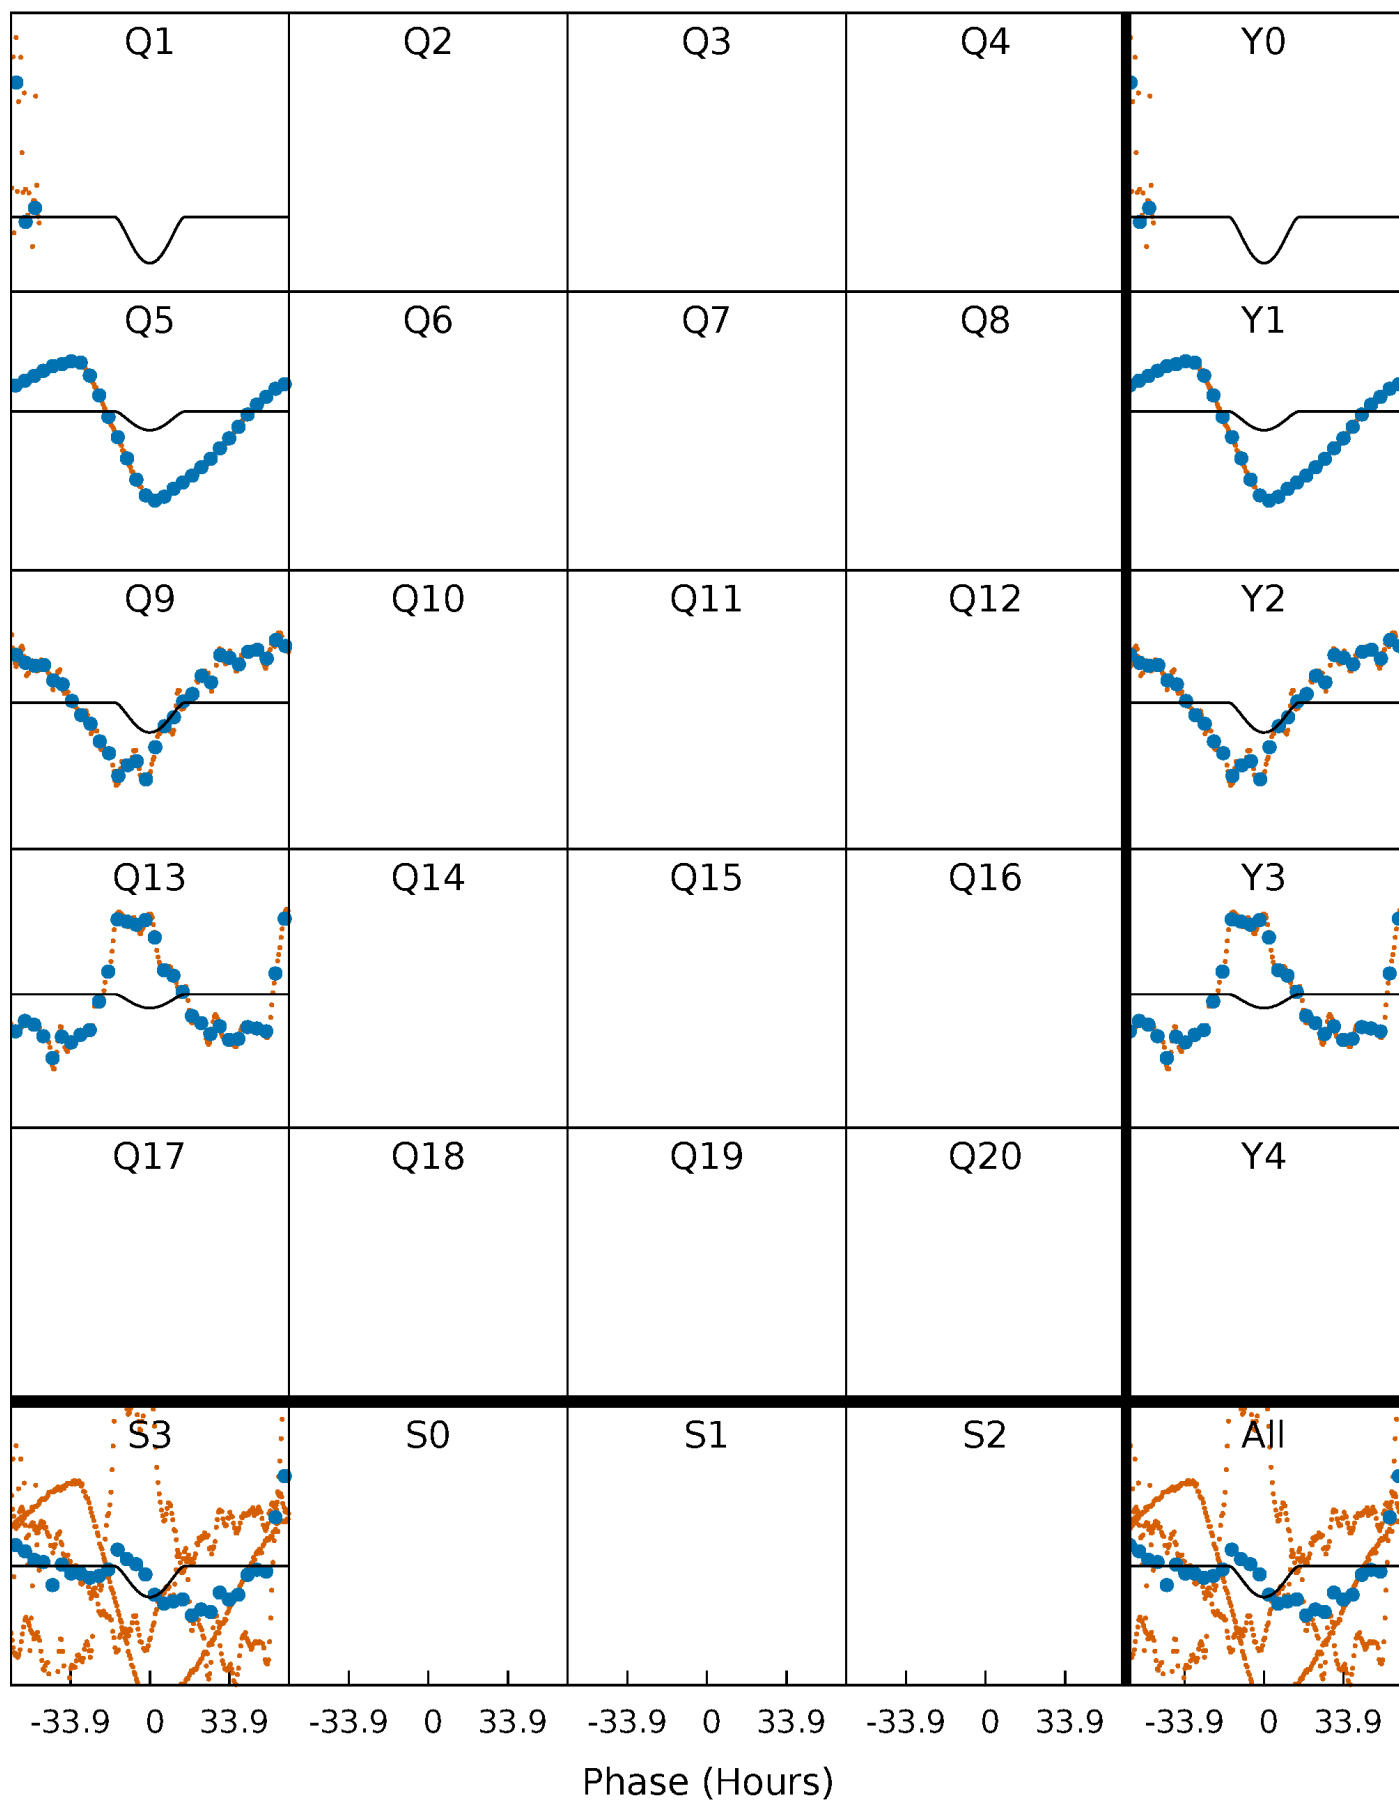 Q1 Q2 Q3 Q4 Y0
Q5 Q6 Q7 Q8 Y1
Q9 Q10 Q11 Q12 Y2
Q13 Q14 Q15 Q16 Y3
Q17 Q18 Q19 Q20 Y4
S3 S0 S1 S2 All
-33.9 0 33.9 -33.9 0 33.9 -33.9 0 33.9 -33.9 0 33.9 -33.9 0 33.9
Phase (Hours)